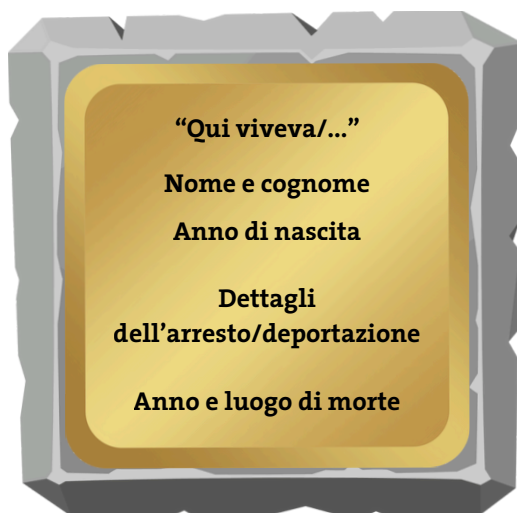 “Qui viveva/...”
Nome e cognome
Anno di nascita
Dettagli
dell’arresto/deportazione
Anno e luogo di morte